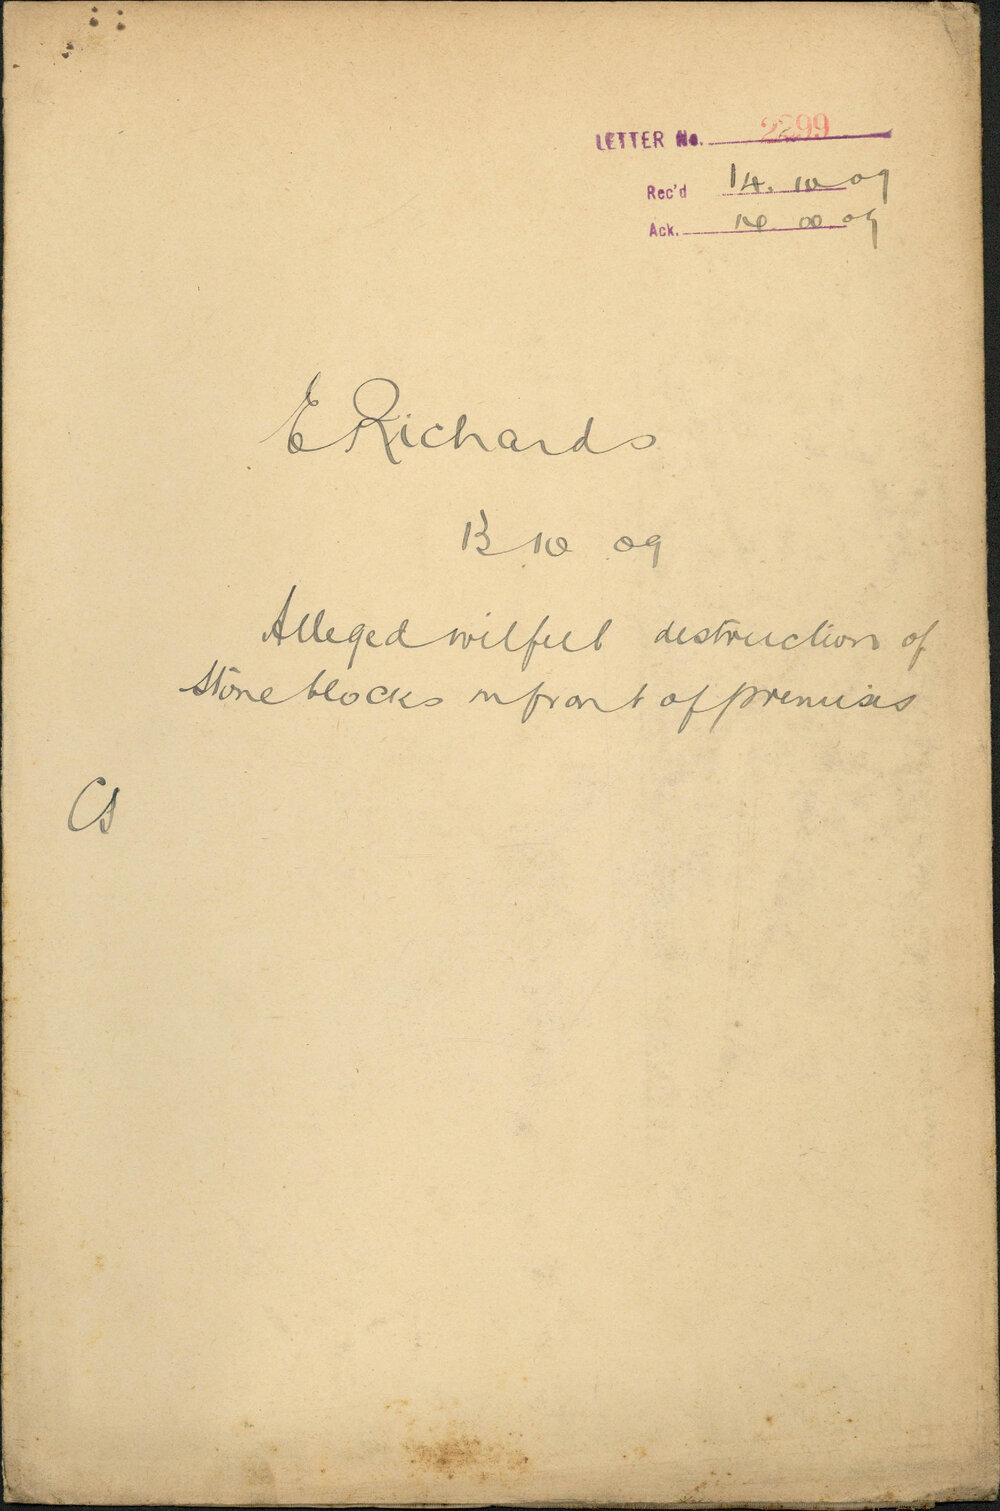 LETTER No. 2299
Rec'd 14. 10 09
Ack. 14. 10. 09
E Richards
13 10 09
Alleged wilful destruction of
Stone blocks in front of premises
CS